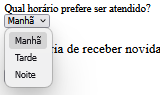 Qual horário prefere ser atendido?
Manhã
Manhã
ria de receber novida
Tarde
Noite